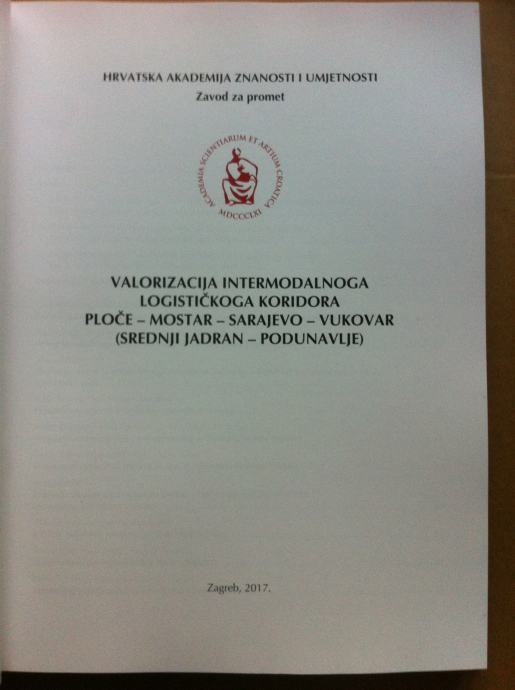 HRVATSKA AKADEMIJA ZNANOSTI I UMJETNOSTI
Zavod za promet
ACADEMIA SCIENTIARUM ET ARTIUM CROATICA
MDCCCLXI
VALORIZACIJA INTERMODALNOGA
LOGISTIČKOGA KORIDORA
PLOČE – MOSTAR – SARAJEVO – VUKOVAR
(SREDNJI JADRAN – PODUNAVLJE)
Zagreb, 2017.